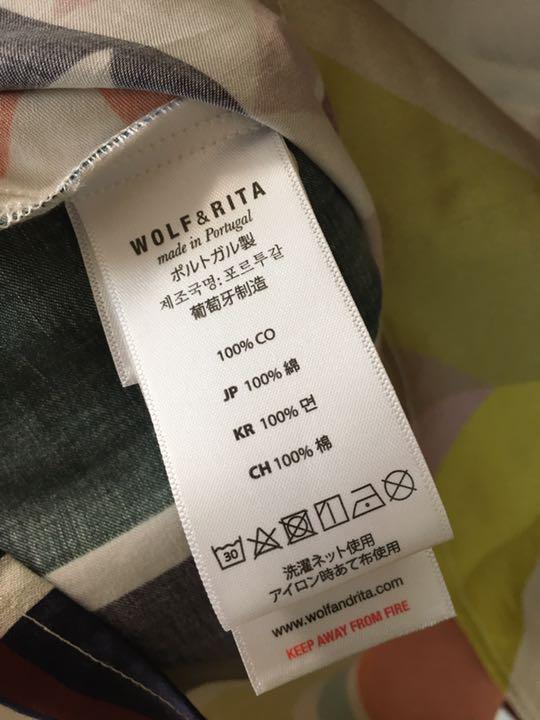 WOLF&RITA
made in Portugal
ポルトガル製
제조국명: 포르투갈
葡萄牙制造
100% CO
JP 100% 綿
KR 100% 면
CH 100% 棉
30
洗濯ネット使用
アイロン時あて布使用
www.wolfandrita.com
KEEP AWAY FROM FIRE